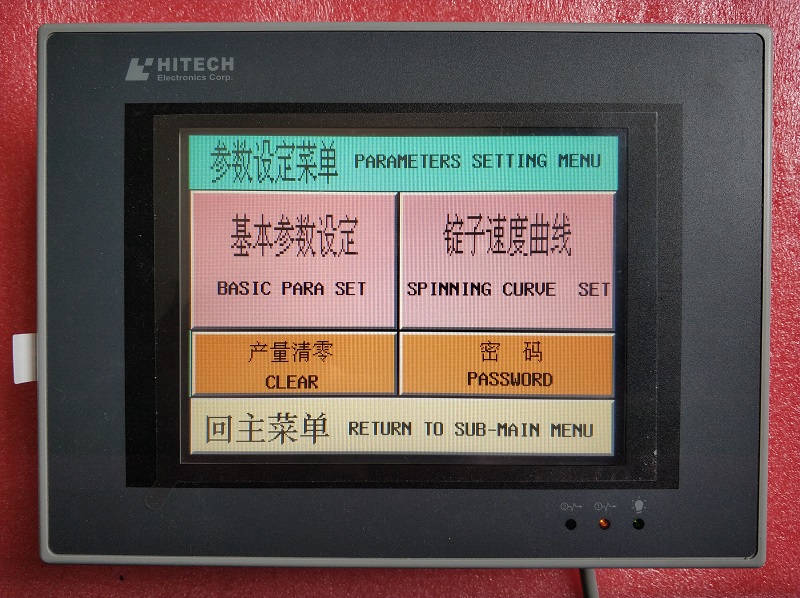 HITECH
Electronics Corp.
参数设定菜单 PARAMETERS SETTING MENU
基本参数设定
BASIC PARA SET
锭子速度曲线
SPINNING CURVE SET
产量清零
CLEAR
密 码
PASSWORD
回主菜单 RETURN TO SUB-MAIN MENU